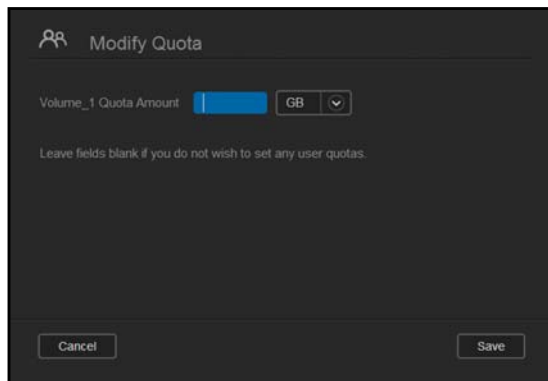 Modify Quota
Volume_1 Quota Amount GB
Leave fields blank if you do not wish to set any user quotas.
Cancel Save